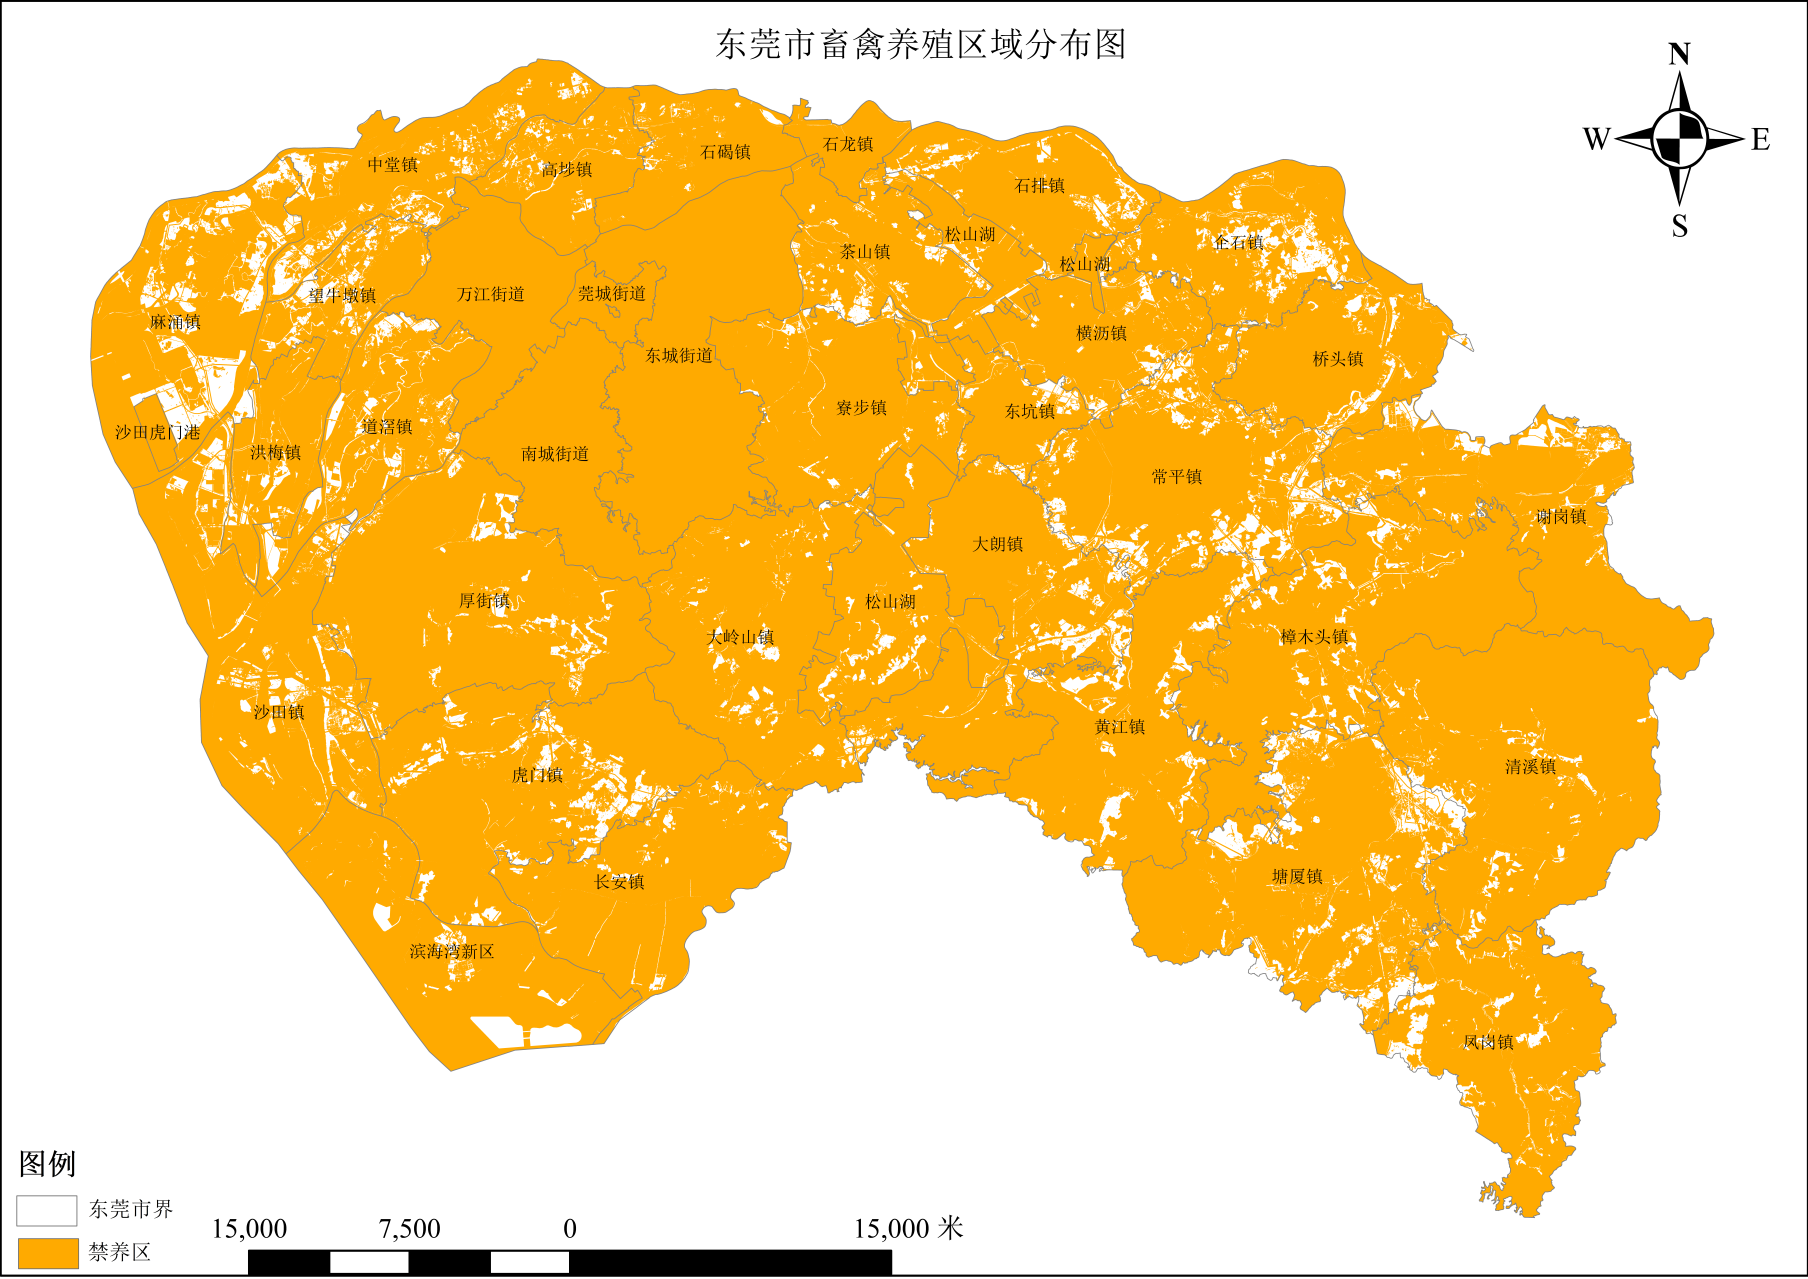 东莞市畜禽养殖区域分布图
N
W
E
S
中堂镇
高埗镇
石碣镇
石龙镇
石排镇
松山湖
茶山镇
企石镇
松山湖
望牛墩镇
万江街道
莞城街道
麻涌镇
横沥镇
东城街道
桥头镇
寮步镇
东坑镇
道滘镇
沙田虎门港
洪梅镇
南城街道
常平镇
谢岗镇
大朗镇
厚街镇
松山湖
大岭山镇
樟木头镇
沙田镇
黄江镇
虎门镇
清溪镇
长安镇
塘厦镇
滨海湾新区
凤岗镇
图例
东莞市界
禁养区
15,000 7,500 0 15,000 米